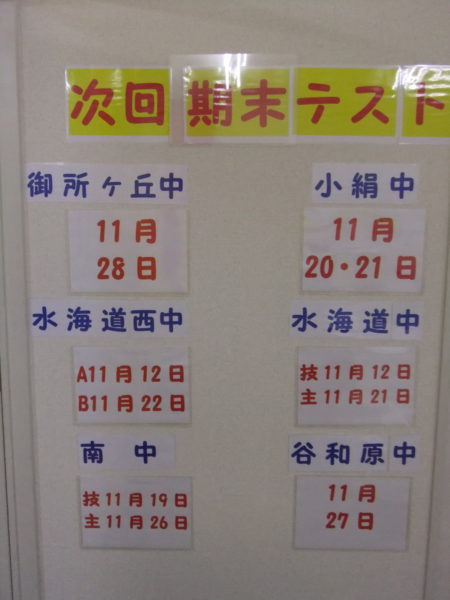 次回 期末テスト
御所ヶ丘中
11月
28日
小絹中
11月
20・21日
水海道西中
A11月12日
B11月22日
水海道中
技11月12日
主11月21日
南 中
技11月19日
主11月26日
谷和原中
11月
27日